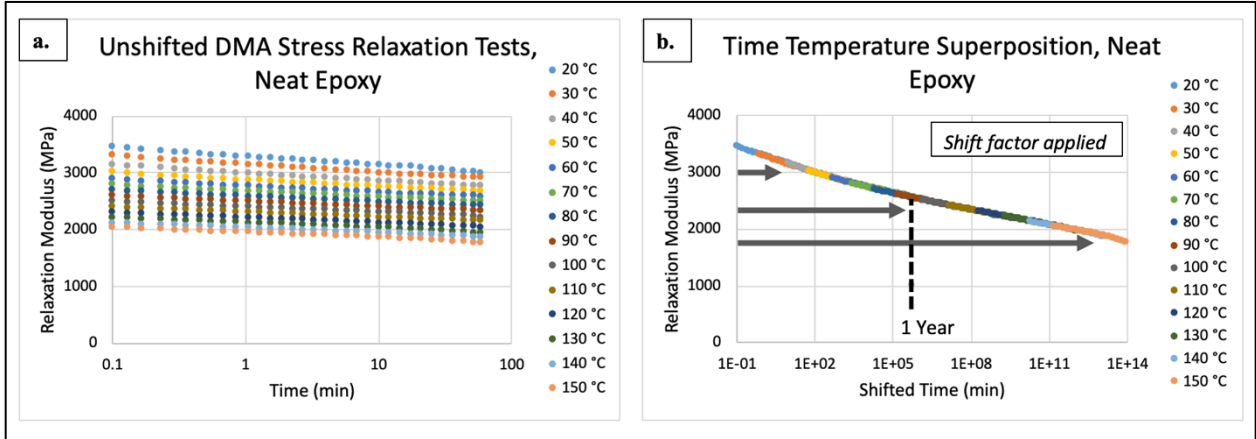 a.
Unshifted DMA Stress Relaxation Tests,
Neat Epoxy
Relaxation Modulus (MPa)
4000
3000
2000
1000
0
0.1
1
10
100
Time (min)
20 °C
30 °C
40 °C
50 °C
60 °C
70 °C
80 °C
90 °C
100 °C
110 °C
120 °C
130 °C
140 °C
150 °C
b.
Time Temperature Superposition, Neat
Epoxy
Relaxation Modulus (MPa)
4000
3000
2000
1000
0
Shift factor applied
1 Year
1E-01
1E+02
1E+05
1E+08
1E+11
1E+14
Shifted Time (min)
20 °C
30 °C
40 °C
50 °C
60 °C
70 °C
80 °C
90 °C
100 °C
110 °C
120 °C
130 °C
140 °C
150 °C